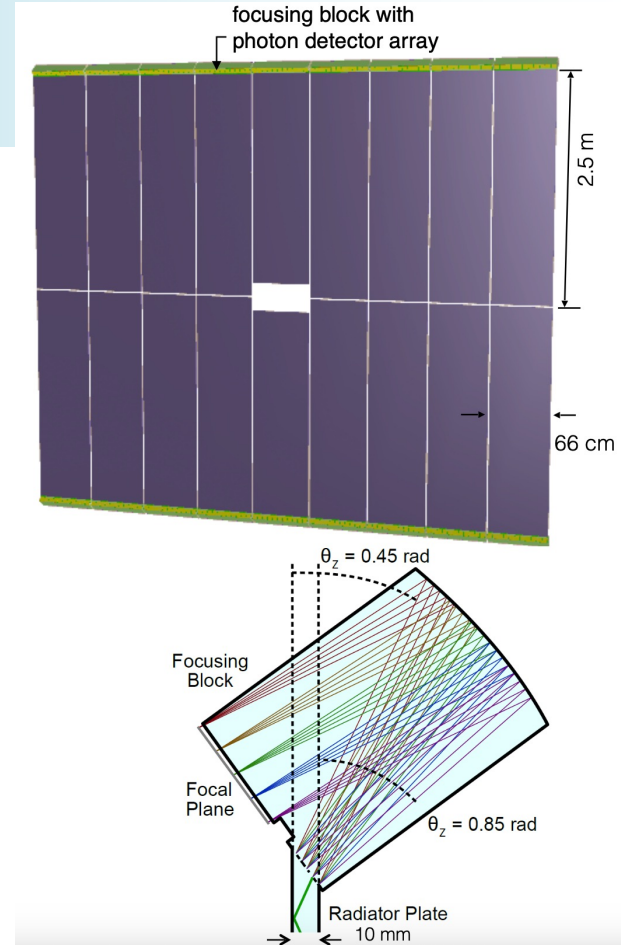 focusing block with
photon detector array
2.5 m
66 cm
θz = 0.45 rad
Focusing
Block
Focal
Plane
θz = 0.85 rad
Radiator Plate
10 mm